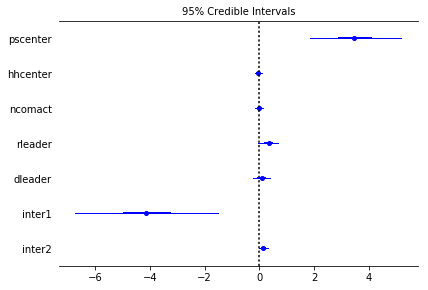 95% Credible Intervals
pscenter
hhcenter
ncomact
rleader
dleader
inter1
inter2
−6 −4 −2 0 2 4